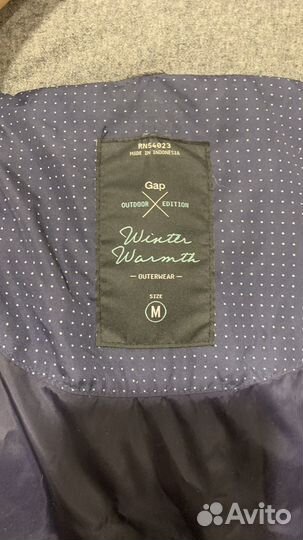 RN54023
MADE IN INDONESIA
Gap
OUTDOOR EDITION
Winter
Warmth
— OUTERWEAR —
SIZE
M
Avito